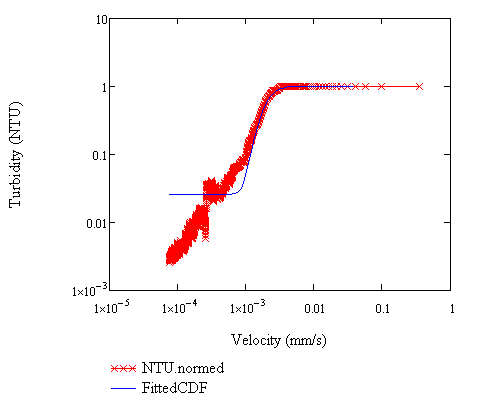 10
1
0.1
0.01
1×10⁻³
1×10⁻⁵
1×10⁻⁴
1×10⁻³
0.01
0.1
1
Turbidity (NTU)
Velocity (mm/s)
NTU.normed
FittedCDF